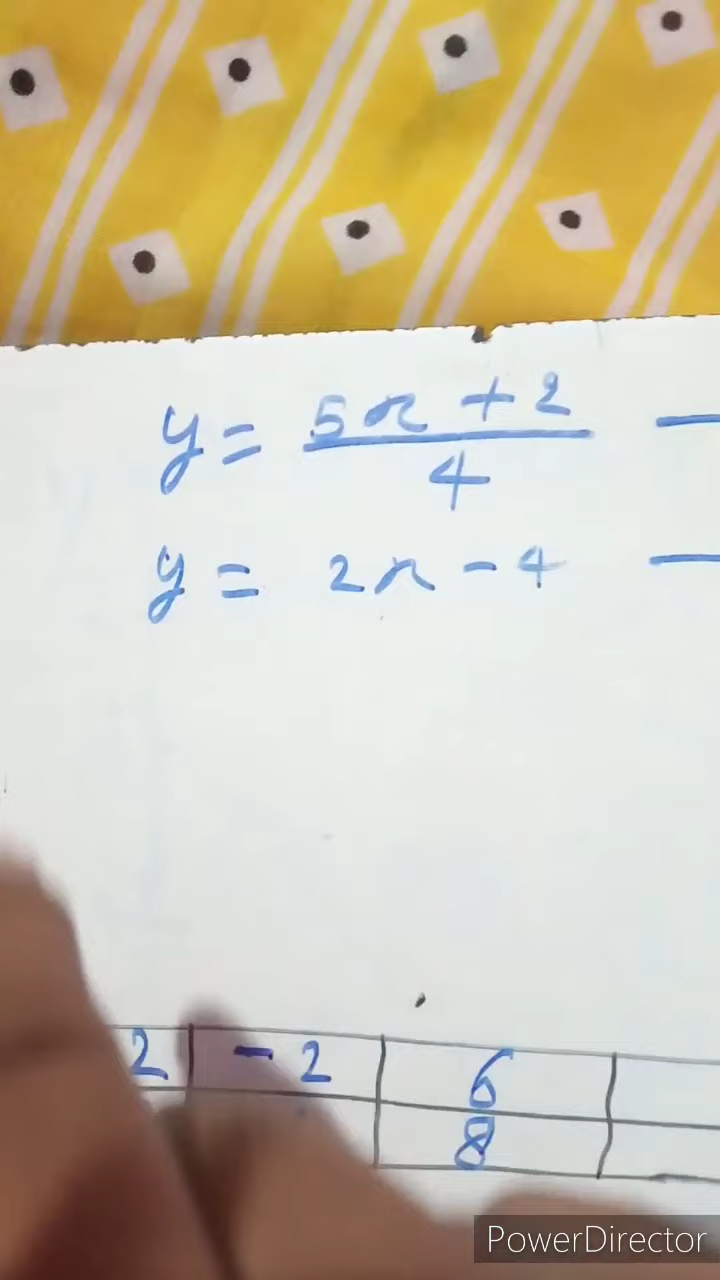 y = 5x + 2 —
4
y = 2x - 4 —
2 - 2 6
8
PowerDirector